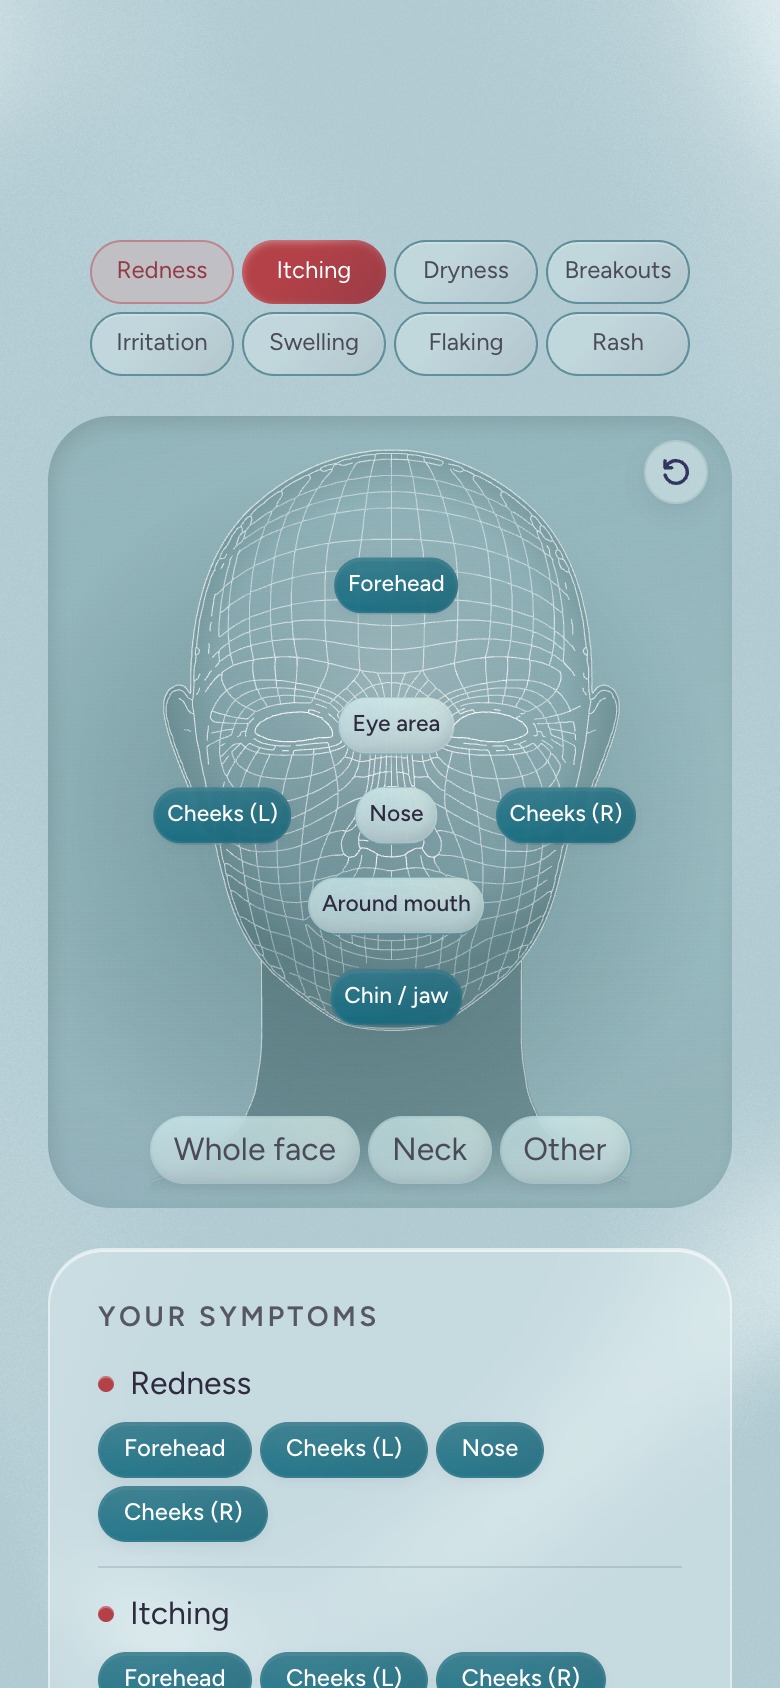 Redness Itching Dryness Breakouts
Irritation Swelling Flaking Rash
Forehead
Eye area
Cheeks (L) Nose Cheeks (R)
Around mouth
Chin / jaw
Whole face Neck Other
YOUR SYMPTOMS
Redness
Forehead Cheeks (L) Nose
Cheeks (R)
Itching
Forehead Cheeks (L) Cheeks (R)